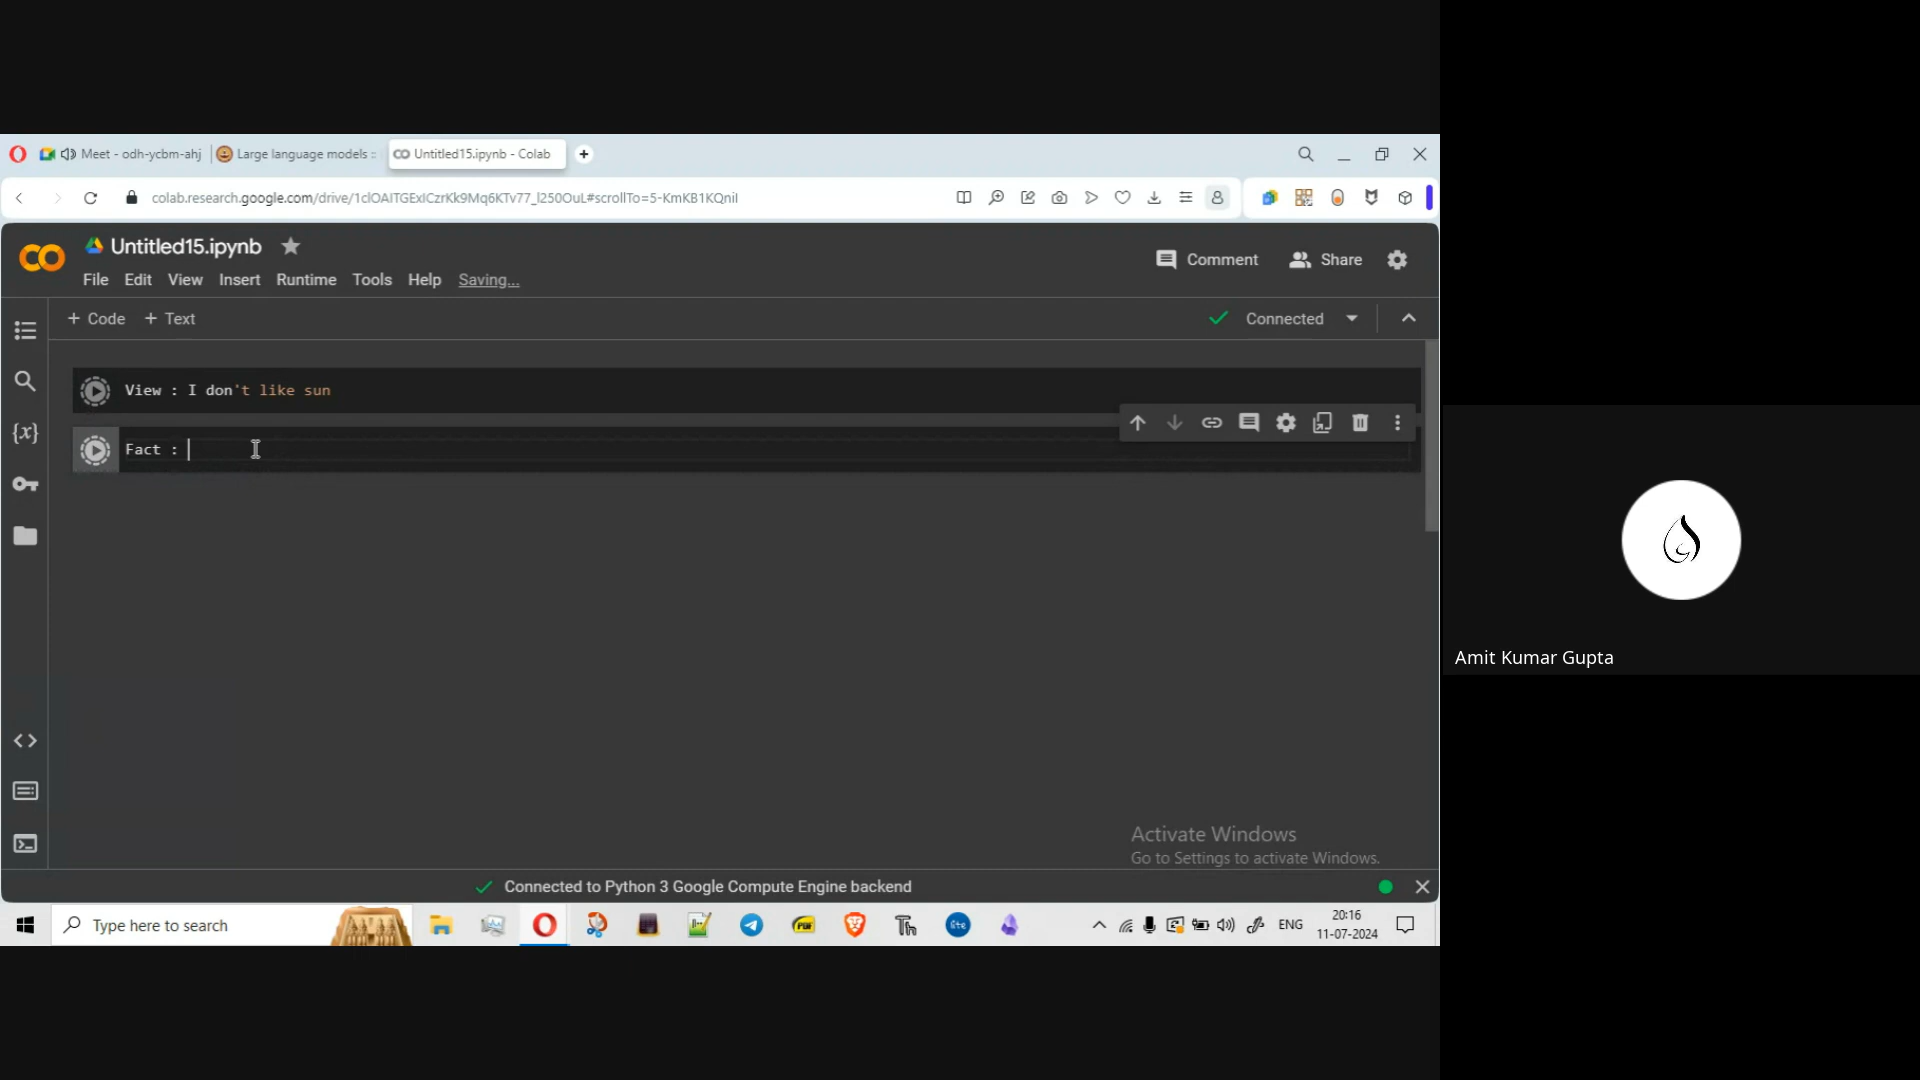 Meet - odh-ycbm-ahj
Large language models ::
Untitled15.ipynb - Colab
colab.research.google.com/drive/1clOAITGExICzrKk9Mq6KTv77_l250OuL#scrollTo=5-KmKB1KQniI
Untitled15.ipynb
Comment
Share
File Edit View Insert Runtime Tools Help Saving...
+ Code + Text
Connected
View : I don't like sun
{x}
Fact :
Amit Kumar Gupta
Activate Windows
Go to Settings to activate Windows.
Connected to Python 3 Google Compute Engine backend
Type here to search
ENG
20:16
11-07-2024